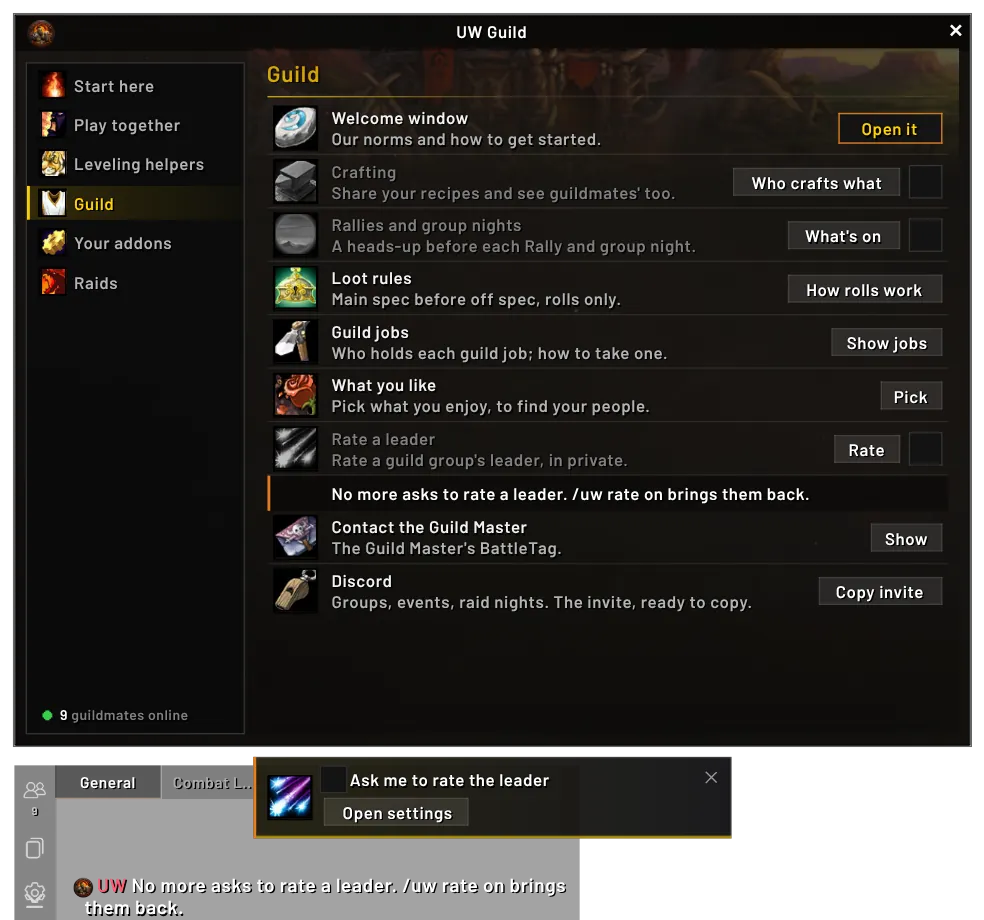 UW Guild
Start here
Play together
Leveling helpers
Guild
Your addons
Raids
9 guildmates online
Guild
Welcome window
Our norms and how to get started.
Open it
Crafting
Share your recipes and see guildmates' too.
Who crafts what
Rallies and group nights
A heads-up before each Rally and group night.
What's on
Loot rules
Main spec before off spec, rolls only.
How rolls work
Guild jobs
Who holds each guild job; how to take one.
Show jobs
What you like
Pick what you enjoy, to find your people.
Pick
Rate a leader
Rate a guild group's leader, in private.
Rate
No more asks to rate a leader. /uw rate on brings them back.
Contact the Guild Master
The Guild Master's BattleTag.
Show
Discord
Groups, events, raid nights. The invite, ready to copy.
Copy invite
9
General
Combat L...
Ask me to rate the leader
Open settings
UW No more asks to rate a leader. /uw rate on brings
them back.